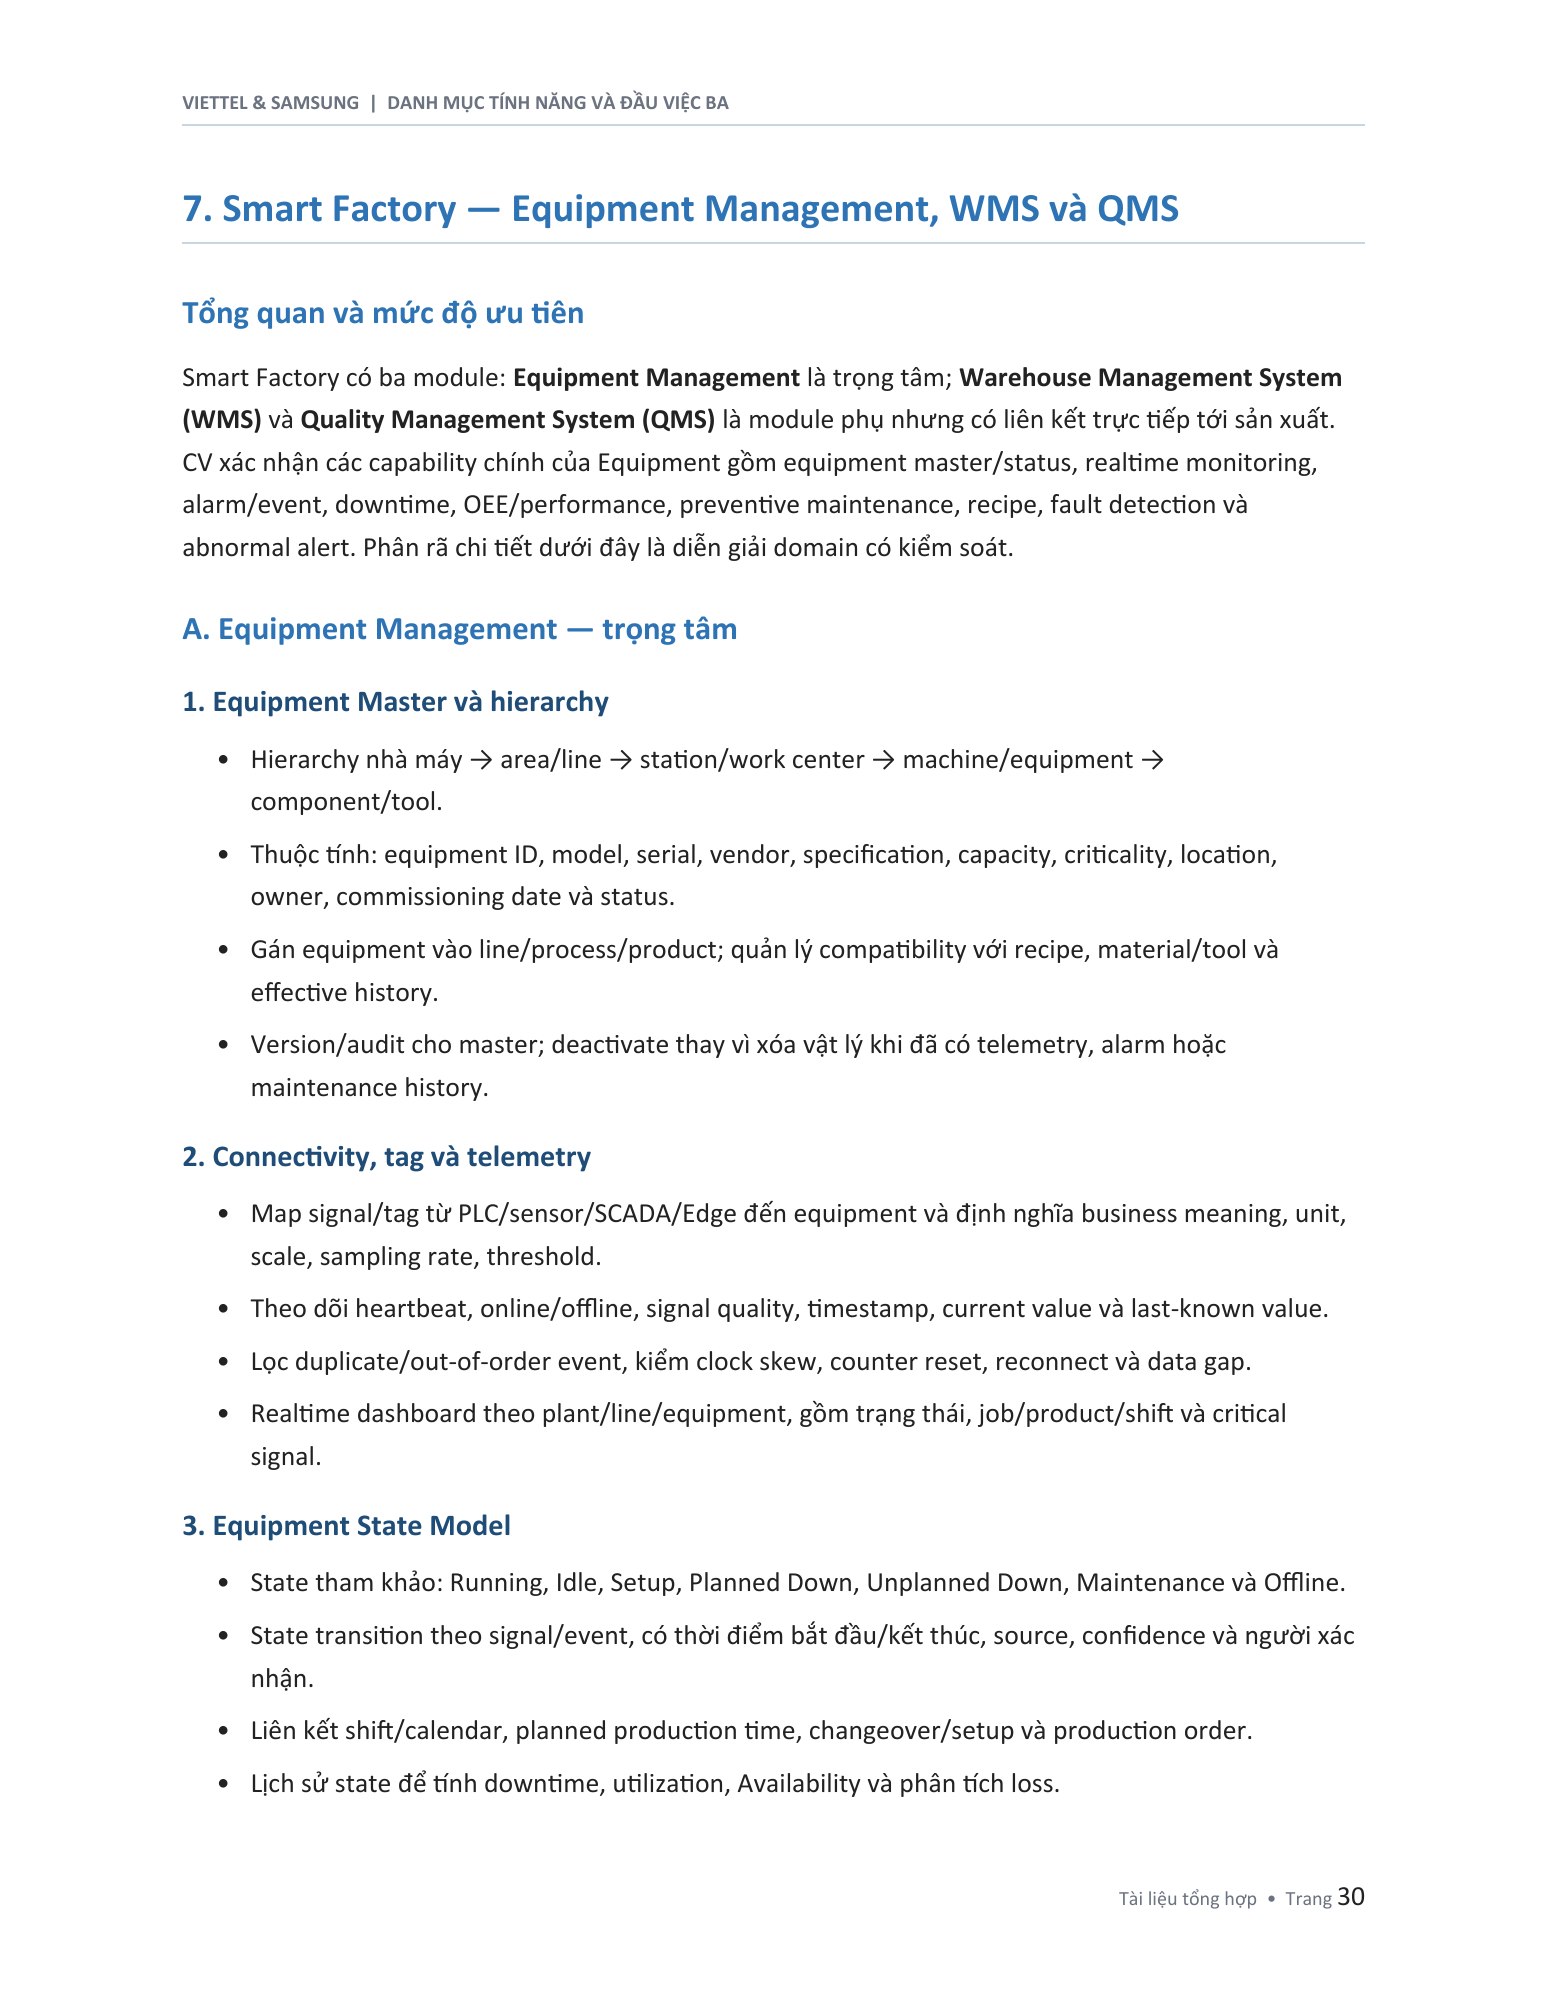 VIETTEL & SAMSUNG | DANH MỤC TÍNH NĂNG VÀ ĐẦU VIỆC BA
7. Smart Factory — Equipment Management, WMS và QMS
Tổng quan và mức độ ưu tiên
Smart Factory có ba module: Equipment Management là trọng tâm; Warehouse Management System
(WMS) và Quality Management System (QMS) là module phụ nhưng có liên kết trực tiếp tới sản xuất.
CV xác nhận các capability chính của Equipment gồm equipment master/status, realtime monitoring,
alarm/event, downtime, OEE/performance, preventive maintenance, recipe, fault detection và
abnormal alert. Phân rã chi tiết dưới đây là diễn giải domain có kiểm soát.
A. Equipment Management — trọng tâm
1. Equipment Master và hierarchy
• Hierarchy nhà máy → area/line → station/work center → machine/equipment →
component/tool.
• Thuộc tính: equipment ID, model, serial, vendor, specification, capacity, criticality, location,
owner, commissioning date và status.
• Gán equipment vào line/process/product; quản lý compatibility với recipe, material/tool và
effective history.
• Version/audit cho master; deactivate thay vì xóa vật lý khi đã có telemetry, alarm hoặc
maintenance history.
2. Connectivity, tag và telemetry
• Map signal/tag từ PLC/sensor/SCADA/Edge đến equipment và định nghĩa business meaning, unit,
scale, sampling rate, threshold.
• Theo dõi heartbeat, online/offline, signal quality, timestamp, current value và last-known value.
• Lọc duplicate/out-of-order event, kiểm clock skew, counter reset, reconnect và data gap.
• Realtime dashboard theo plant/line/equipment, gồm trạng thái, job/product/shift và critical
signal.
3. Equipment State Model
• State tham khảo: Running, Idle, Setup, Planned Down, Unplanned Down, Maintenance và Offline.
• State transition theo signal/event, có thời điểm bắt đầu/kết thúc, source, confidence và người xác
nhận.
• Liên kết shift/calendar, planned production time, changeover/setup và production order.
• Lịch sử state để tính downtime, utilization, Availability và phân tích loss.
Tài liệu tổng hợp • Trang 30